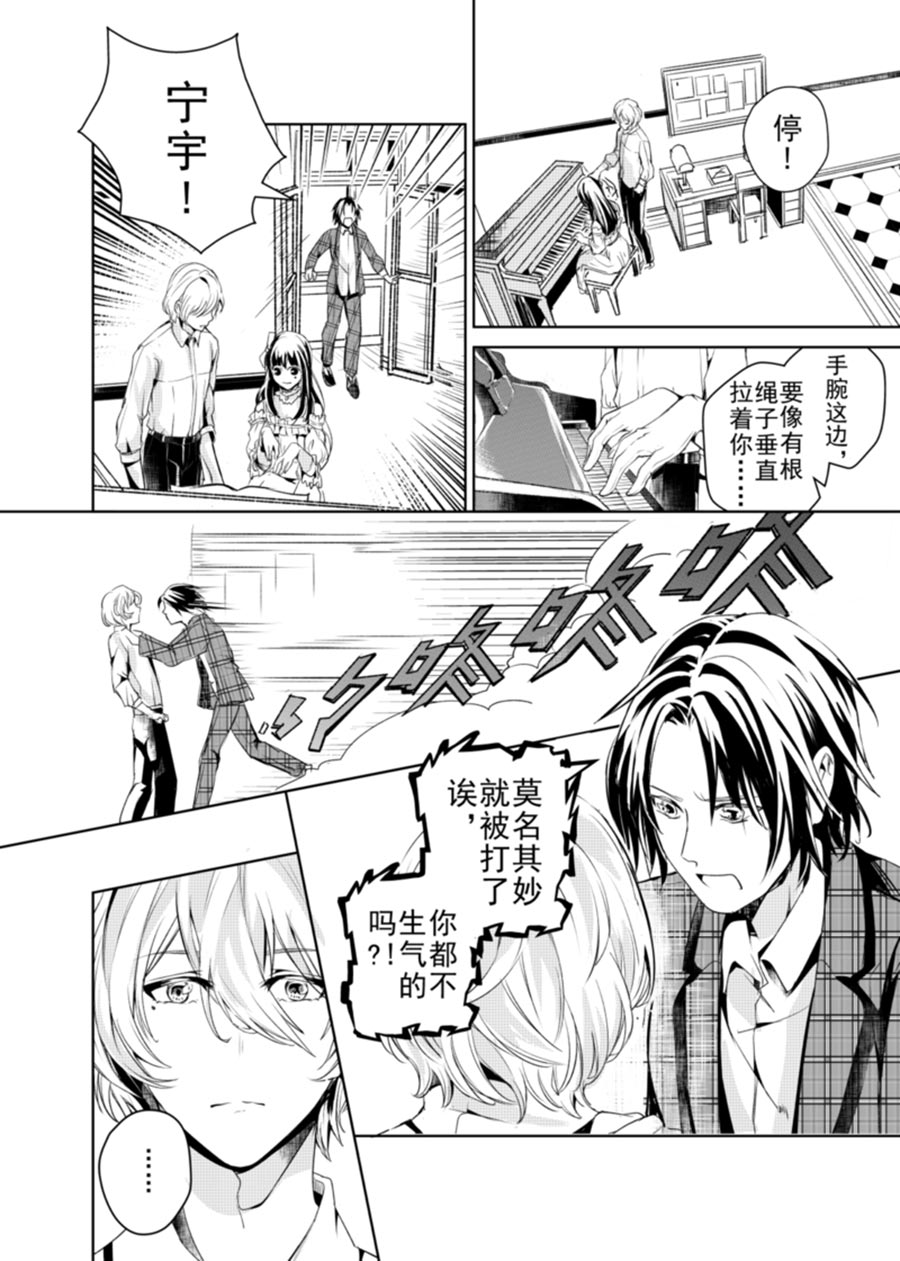 停！
手腕这边，
要像有根
绳子垂直
拉着你……
宁宇！
咚咚咚
莫名其妙
就被打了
诶，
你都不
生气的
吗?!
……